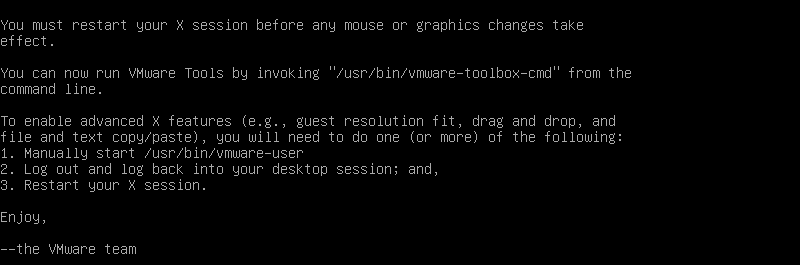 You must restart your X session before any mouse or graphics changes take
effect.
You can now run VMware Tools by invoking "/usr/bin/vmware-toolbox-cmd" from the
command line.
To enable advanced X features (e.g., guest resolution fit, drag and drop, and
file and text copy/paste), you will need to do one (or more) of the following:
1. Manually start /usr/bin/vmware-user
2. Log out and log back into your desktop session; and,
3. Restart your X session.
Enjoy,
--the VMware team